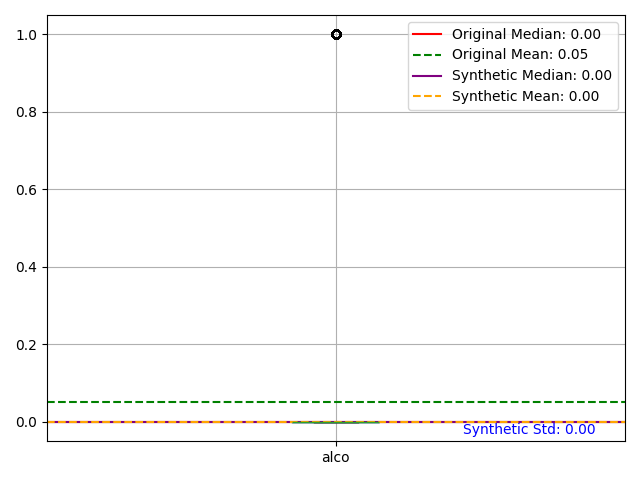 1.0
0.8
0.6
0.4
0.2
0.0
Original Median: 0.00
Original Mean: 0.05
Synthetic Median: 0.00
Synthetic Mean: 0.00
Synthetic Std: 0.00
alco